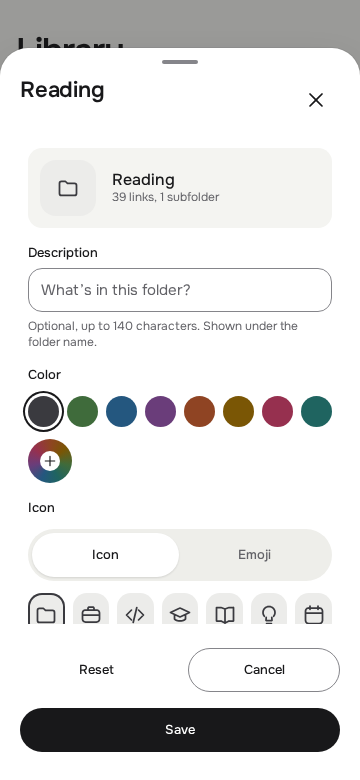 Library
Reading
Reading
39 links, 1 subfolder
Description
What's in this folder?
Optional, up to 140 characters. Shown under the
folder name.
Color
Icon
Icon
Emoji
Reset
Cancel
Save